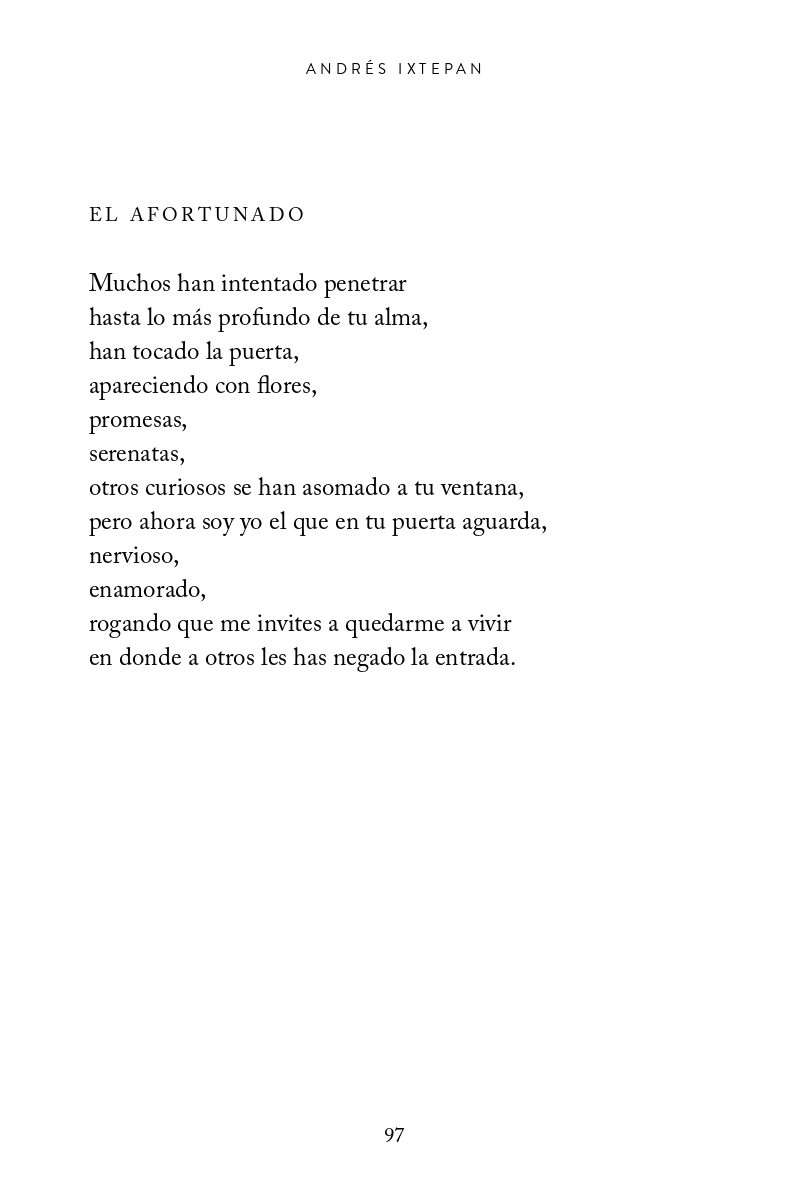 ANDRÉS IXTEPAN
EL AFORTUNADO
Muchos han intentado penetrar
hasta lo más profundo de tu alma,
han tocado la puerta,
apareciendo con flores,
promesas,
serenatas,
otros curiosos se han asomado a tu ventana,
pero ahora soy yo el que en tu puerta aguarda,
nervioso,
enamorado,
rogando que me invites a quedarme a vivir
en donde a otros les has negado la entrada.
97